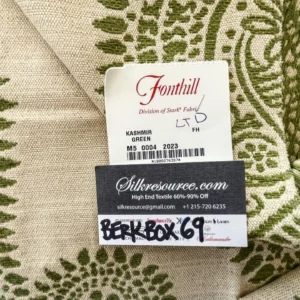 Fonthill
Division of Stark® Fabric
LTD
KASHMIR
GREEN
FH
M5 0004 2023
Silkresource.com
High End Textile 60%-90% Off
silkresource@gmail.com +1 215-720 6235
BERKBOX 69